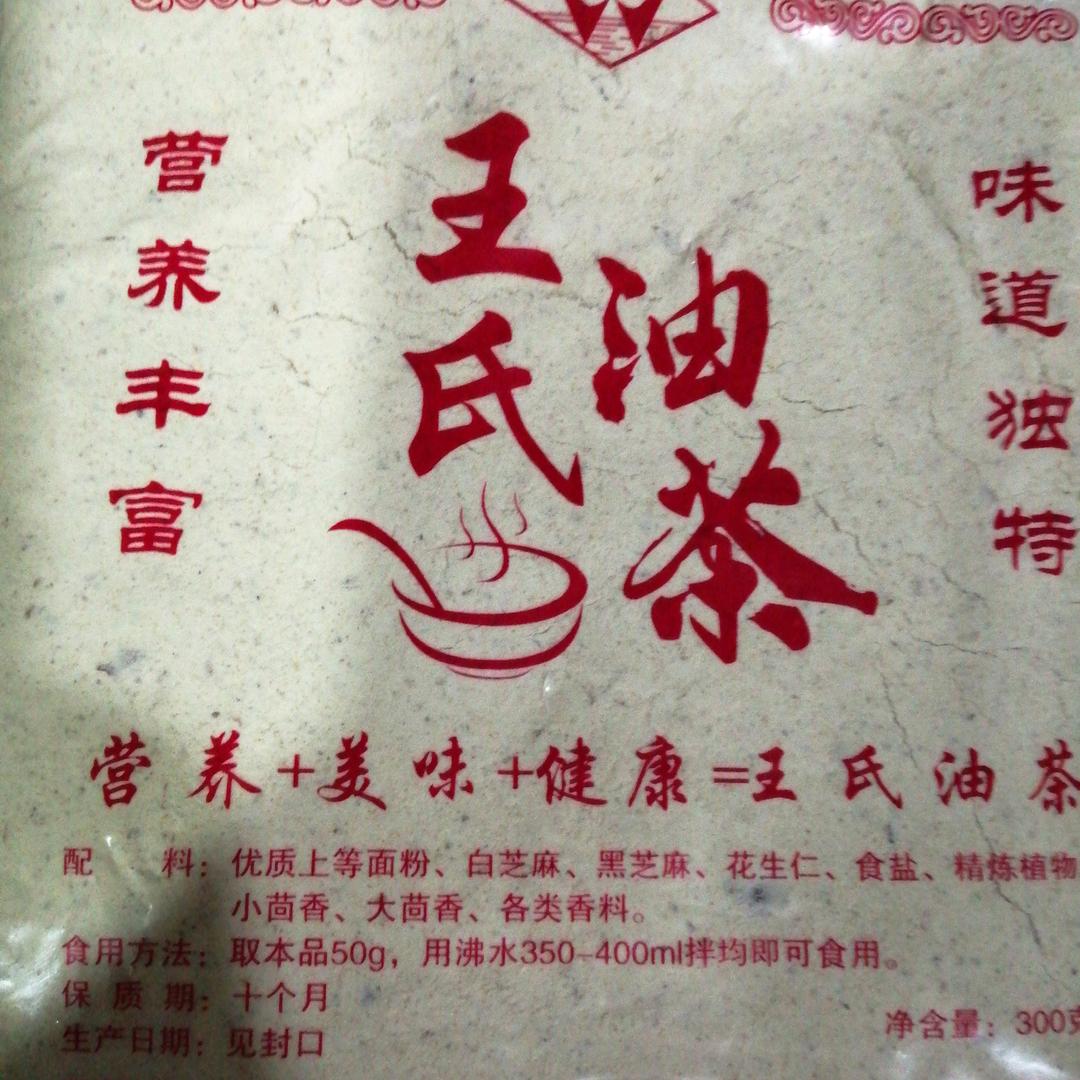 营养丰富
王氏
油茶
味道独特
营养+美味+健康=王氏油茶
配 料：优质上等面粉、白芝麻、黑芝麻、花生仁、食盐、精炼植物
小茴香、大茴香、各类香料。
食用方法：取本品50g，用沸水350-400ml拌均即可食用。
保 质 期：十个月
生产日期：见封口
净含量：300克